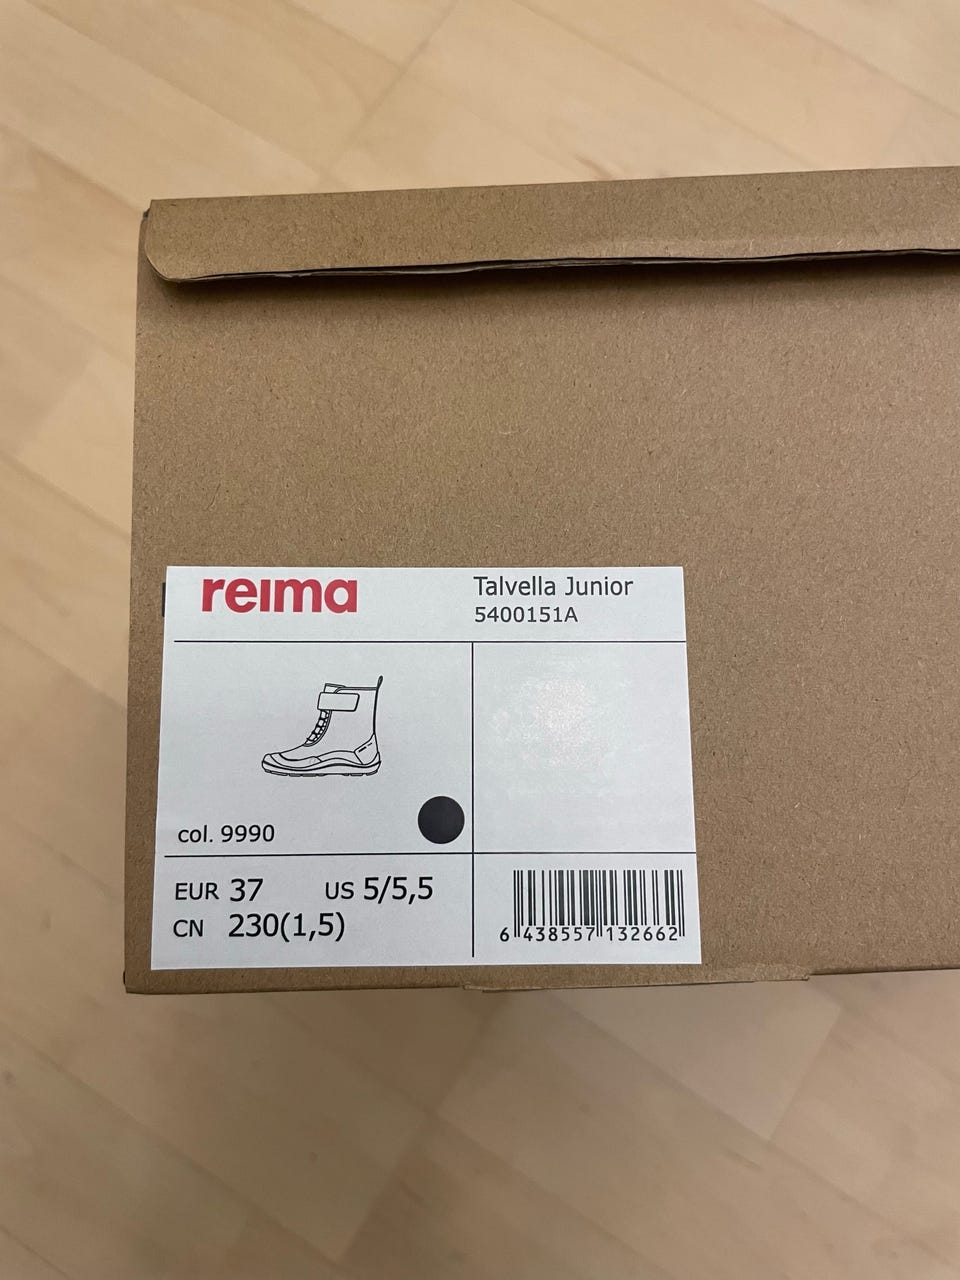 reima
Talvella Junior
5400151A
col. 9990
EUR 37 US 5/5,5
CN 230(1,5)
6 438557 132662